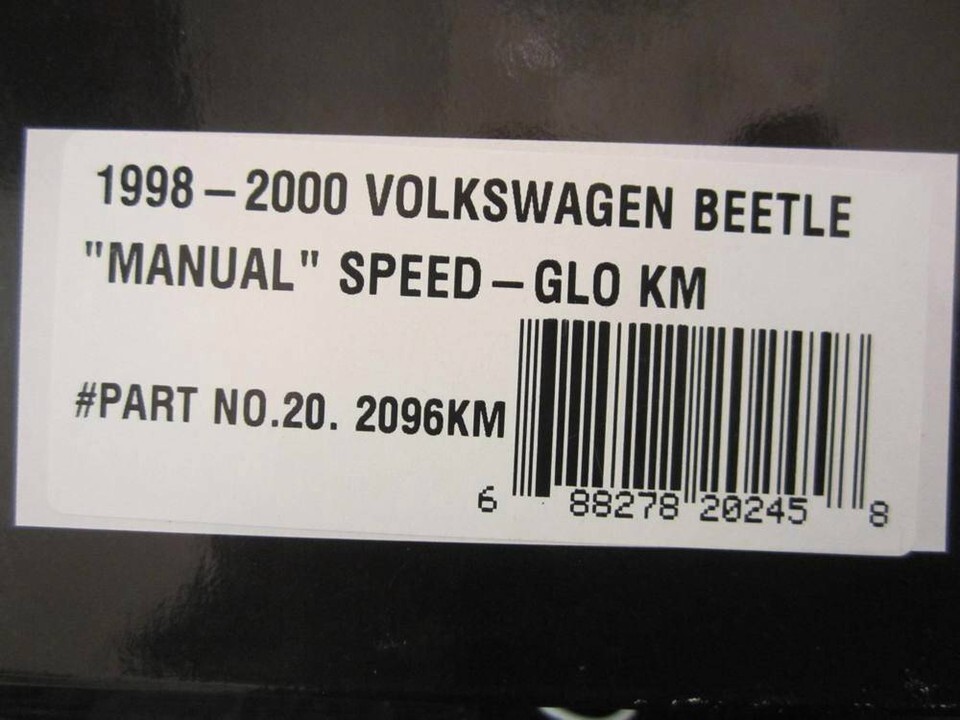 1998 – 2000 VOLKSWAGEN BEETLE
"MANUAL" SPEED – GLO KM
#PART NO.20. 2096KM
6 88278 20245 8